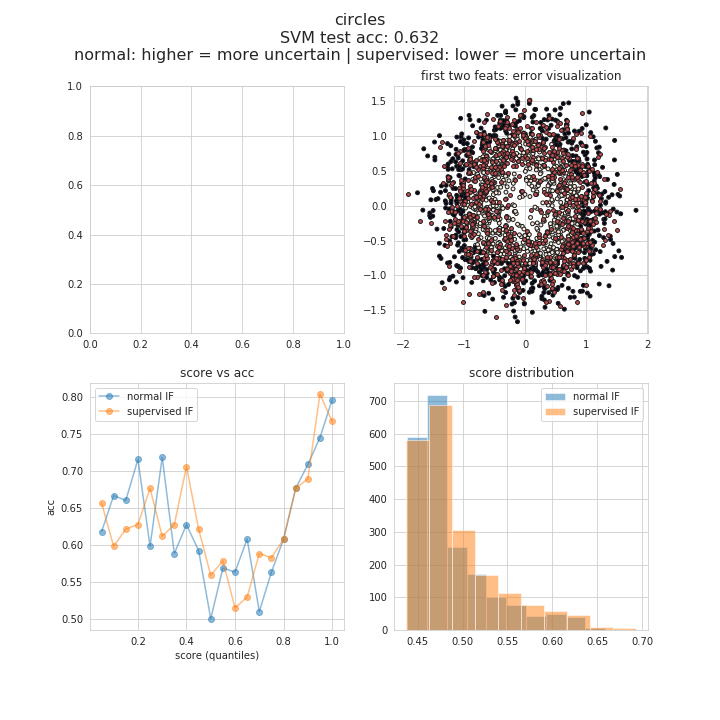 circles
SVM test acc: 0.632
normal: higher = more uncertain | supervised: lower = more uncertain
first two feats: error visualization
1.0
0.8
0.6
0.4
0.2
0.0
0.0 0.2 0.4 0.6 0.8 1.0
1.5
1.0
0.5
0.0
−0.5
−1.0
−1.5
−2 −1 0 1 2
score vs acc
normal IF
supervised IF
0.80
0.75
0.70
0.65
0.60
0.55
0.50
acc
0.2 0.4 0.6 0.8 1.0
score (quantiles)
score distribution
normal IF
supervised IF
700
600
500
400
300
200
100
0
0.45 0.50 0.55 0.60 0.65 0.70